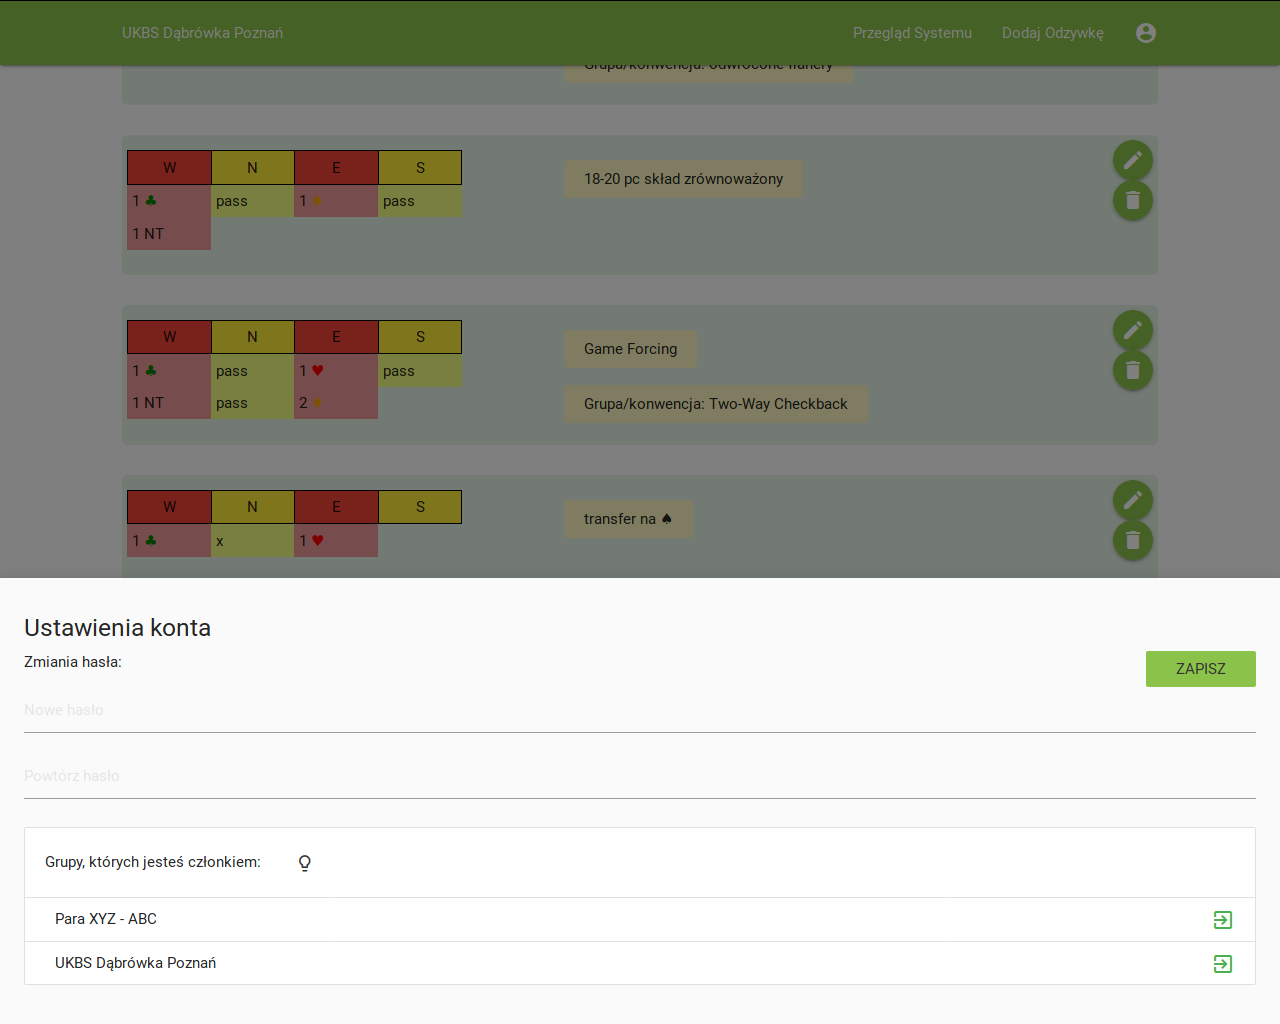 UKBS Dąbrówka Poznań Przegląd Systemu Dodaj Odzywkę
Grupa/konwencja: odwrócone transfery
W N E S
1 ♣ pass 1 ♦ pass
1 NT
18-20 pc skład zrównoważony
W N E S
1 ♣ pass 1 ♥ pass
1 NT pass 2 ♦
Game Forcing
Grupa/konwencja: Two-Way Checkback
W N E S
1 ♣ x 1 ♥
transfer na ♠
Ustawienia konta
Zmiania hasła:
ZAPISZ
Nowe hasło
Powtórz hasło
Grupy, których jesteś członkiem:
Para XYZ - ABC
UKBS Dąbrówka Poznań